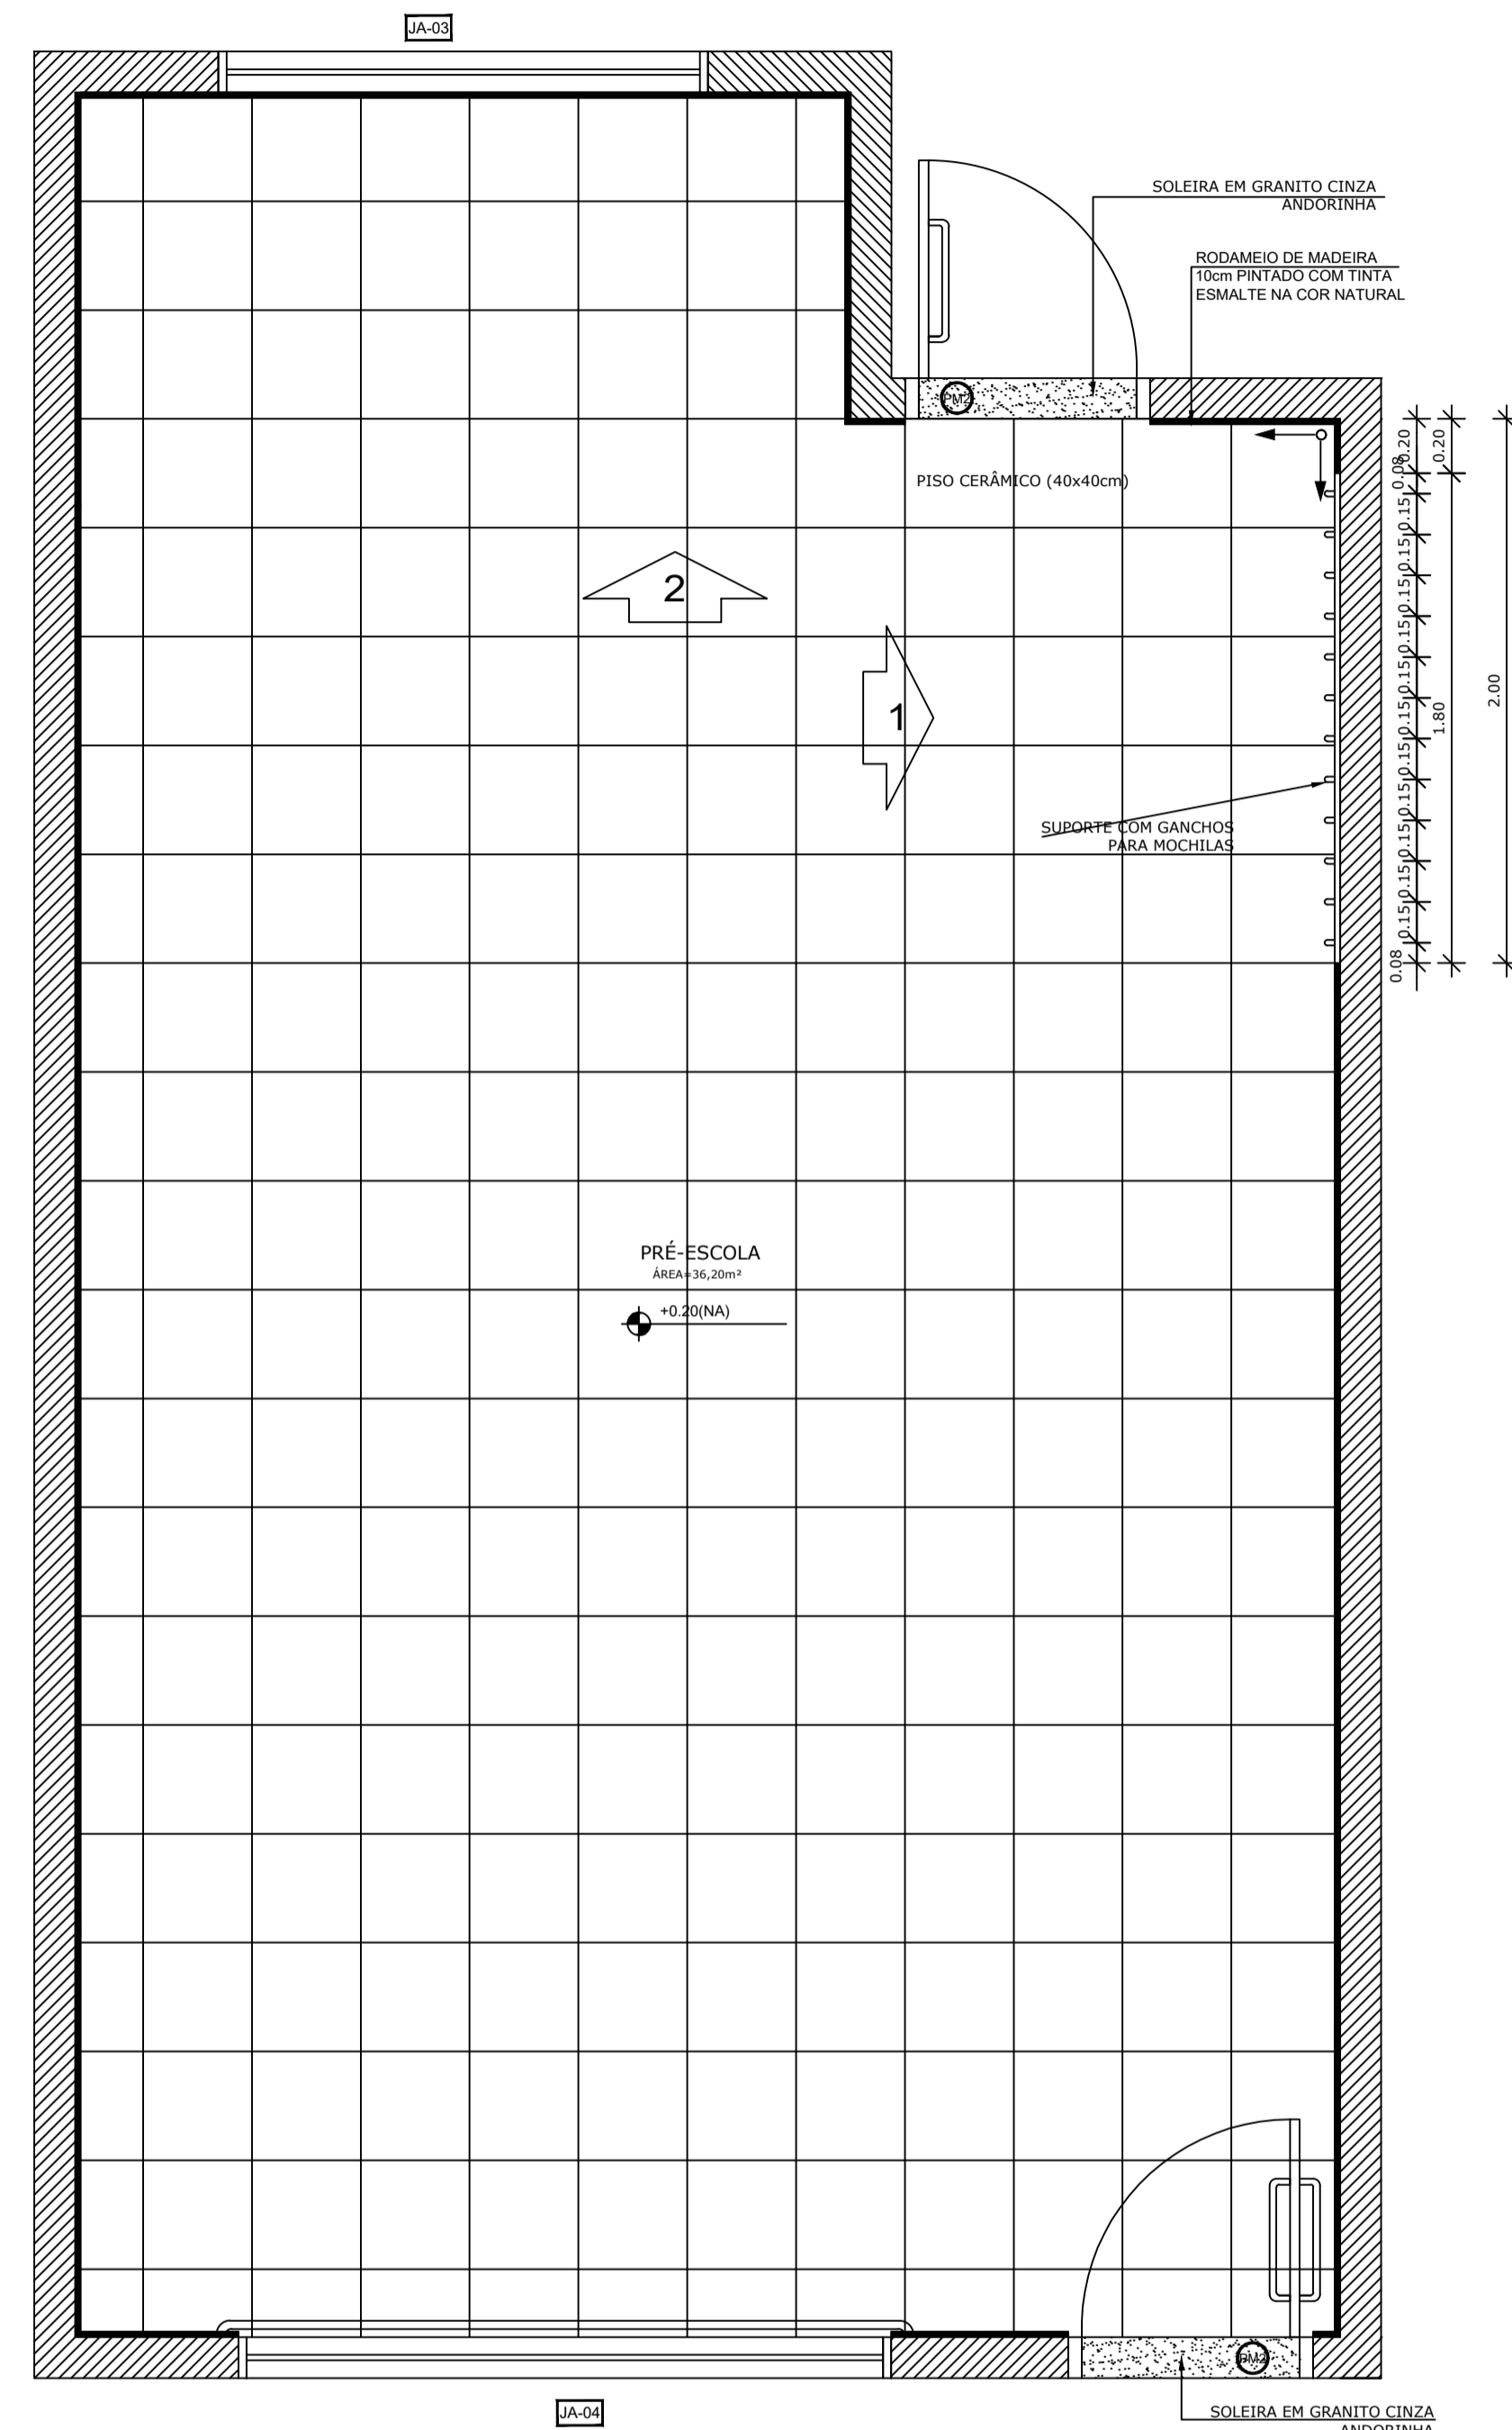 JA-03
SOLEIRA EM GRANITO CINZA
ANDORINHA
RODAMEIO DE MADEIRA
10cm PINTADO COM TINTA
ESMALTE NA COR NATURAL
PM2
PISO CERÂMICO (40x40cm)
0.20
0.20
0.08
0.15
0.15
0.15
0.15
0.15
0.15
0.15
0.15
0.15
0.15
0.15
0.08
1.80
2.00
2
1
SUPORTE COM GANCHOS
PARA MOCHILAS
PRÉ-ESCOLA
ÁREA=36,20m²
+0.20(NA)
PM2
JA-04
SOLEIRA EM GRANITO CINZA
ANDORINHA